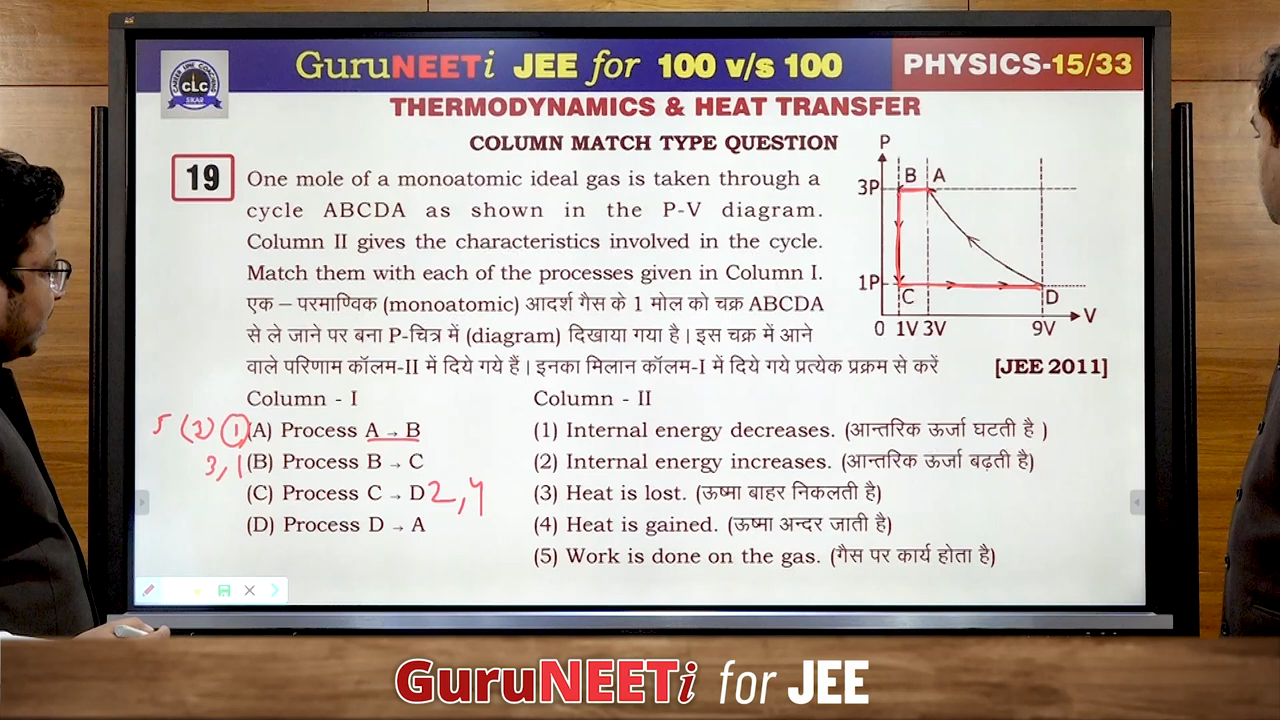 GuruNEETi JEE for 100 v/s 100
PHYSICS-15/33
CAREER LINE COACHING
CLC
SIKAR
THERMODYNAMICS & HEAT TRANSFER
COLUMN MATCH TYPE QUESTION
19
One mole of a monoatomic ideal gas is taken through a
cycle ABCDA as shown in the P-V diagram.
Column II gives the characteristics involved in the cycle.
Match them with each of the processes given in Column I.
एक – परमाण्विक (monoatomic) आदर्श गैस के 1 मोल को चक्र ABCDA
से ले जाने पर बना P-चित्र में (diagram) दिखाया गया है। इस चक्र में आने
वाले परिणाम कॉलम-II में दिये गये हैं। इनका मिलान कॉलम-I में दिये गये प्रत्येक प्रक्रम से करें
[JEE 2011]
P
3P
B A
1P
C
D
V
0 1V 3V 9V
Column - I
5 (2) 1, (A) Process A → B
3, 1 (B) Process B → C
(C) Process C → D 2, 4
(D) Process D → A
Column - II
(1) Internal energy decreases. (आन्तरिक ऊर्जा घटती है )
(2) Internal energy increases. (आन्तरिक ऊर्जा बढ़ती है)
(3) Heat is lost. (ऊष्मा बाहर निकलती है)
(4) Heat is gained. (ऊष्मा अन्दर जाती है)
(5) Work is done on the gas. (गैस पर कार्य होता है)
GuruNEETi for JEE